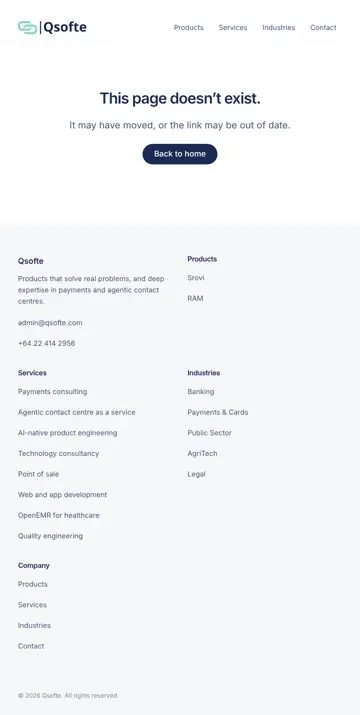 Qsofte
Products Services Industries Contact
This page doesn't exist.
It may have moved, or the link may be out of date.
Back to home
Qsofte
Products that solve real problems, and deep
expertise in payments and agentic contact
centres.
admin@qsofte.com
+64 22 414 2956
Products
Srovi
RAM
Services
Payments consulting
Agentic contact centre as a service
AI-native product engineering
Technology consultancy
Point of sale
Web and app development
OpenEMR for healthcare
Quality engineering
Industries
Banking
Payments & Cards
Public Sector
AgriTech
Legal
Company
Products
Services
Industries
Contact
© 2026 Qsofte. All rights reserved.